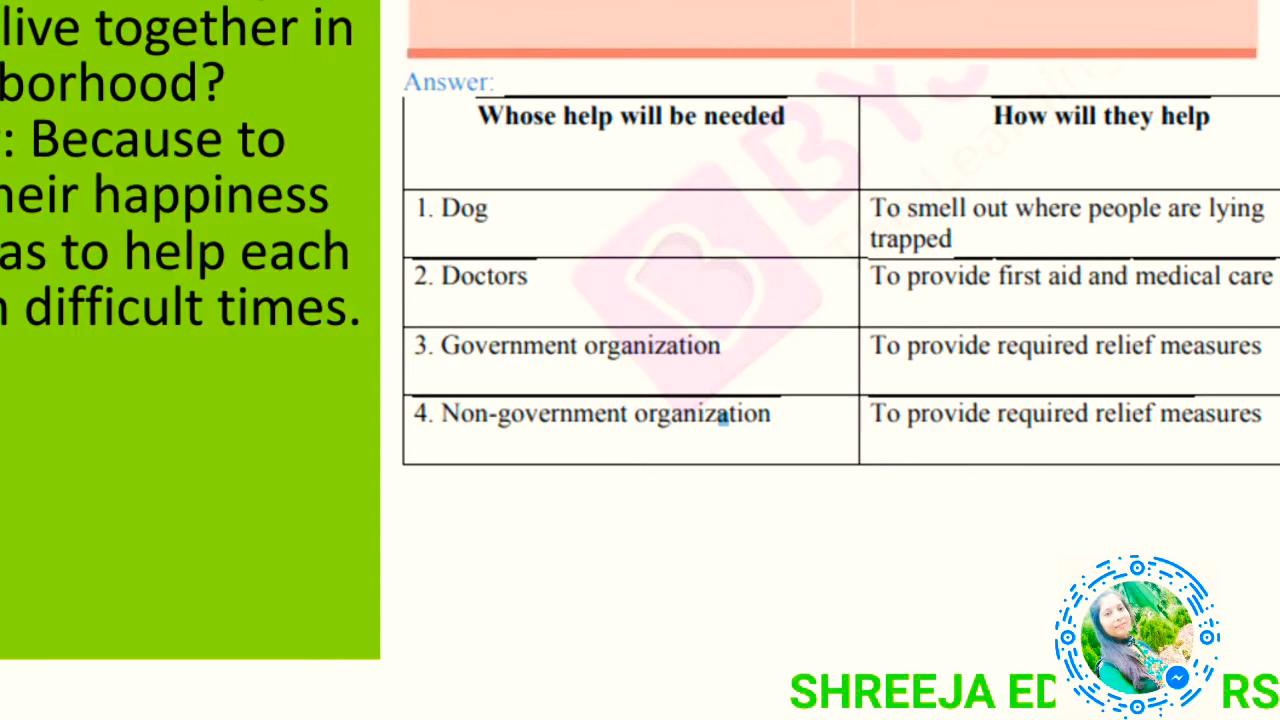 live together in
borhood?
: Because to
heir happiness
as to help each
difficult times.
Answer:
Whose help will be needed
How will they help
1. Dog
To smell out where people are lying
trapped
2. Doctors
To provide first aid and medical care
3. Government organization
To provide required relief measures
4. Non-government organization
To provide required relief measures
SHREEJA ED
RS